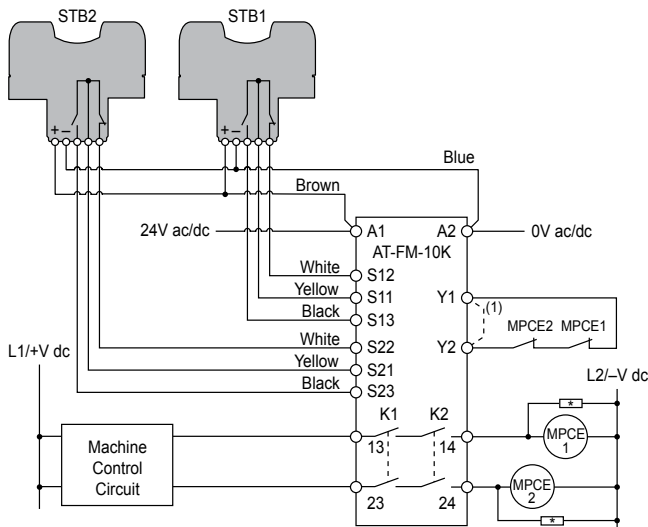 STB2
STB1
+ −
+ −
Blue
Brown
24V ac/dc
A1
A2
0V ac/dc
AT-FM-10K
White
S12
Yellow
S11
Y1
Black
S13
(1)
MPCE2
MPCE1
White
S22
Y2
L1/+V dc
Yellow
S21
L2/–V dc
Black
S23
*
K1
K2
Machine
Control
Circuit
13
14
MPCE
1
23
24
MPCE
2
*